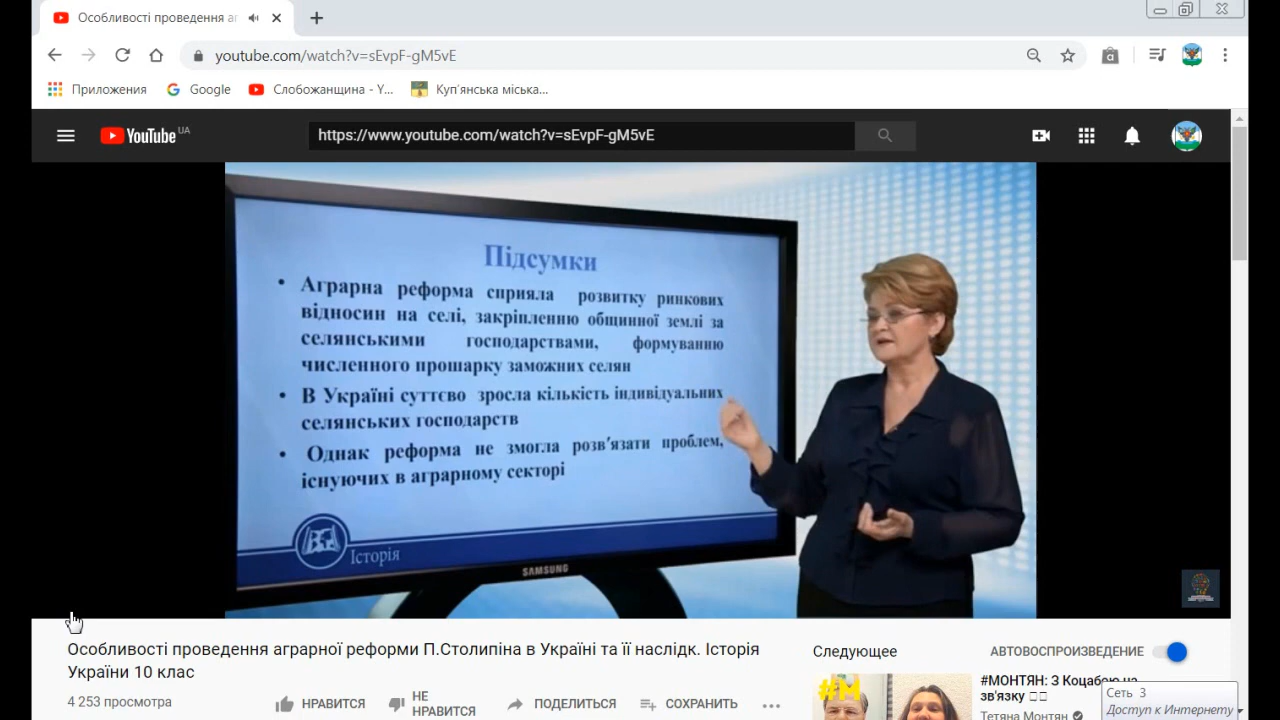 Особливості проведення аг
youtube.com/watch?v=sEvpF-gM5vE
Приложения
Google
Слобожанщина - Y...
Куп'янська міська...
YouTube UA
https://www.youtube.com/watch?v=sEvpF-gM5vE
Підсумки
• Аграрна реформа сприяла розвитку ринкових
відносин на селі, закріпленню общинної землі за
селянськими господарствами, формуванню
численного прошарку заможних селян
• В Україні суттєво зросла кількість індивідуальних
селянських господарств
• Однак реформа не змогла розв'язати проблем,
існуючих в аграрному секторі
Історія
SAMSUNG
Особливості проведення аграрної реформи П.Столипіна в Україні та її наслідк. Історія
України 10 клас
4 253 просмотра
НРАВИТСЯ
НЕ
НРАВИТСЯ
ПОДЕЛИТЬСЯ
СОХРАНИТЬ
Следующее
АВТОВОСПРОИЗВЕДЕНИЕ
#М
#МОНТЯН: З Коцабою на
зв'язку
Тетяна Монтян
Сеть 3
Доступ к Интернету